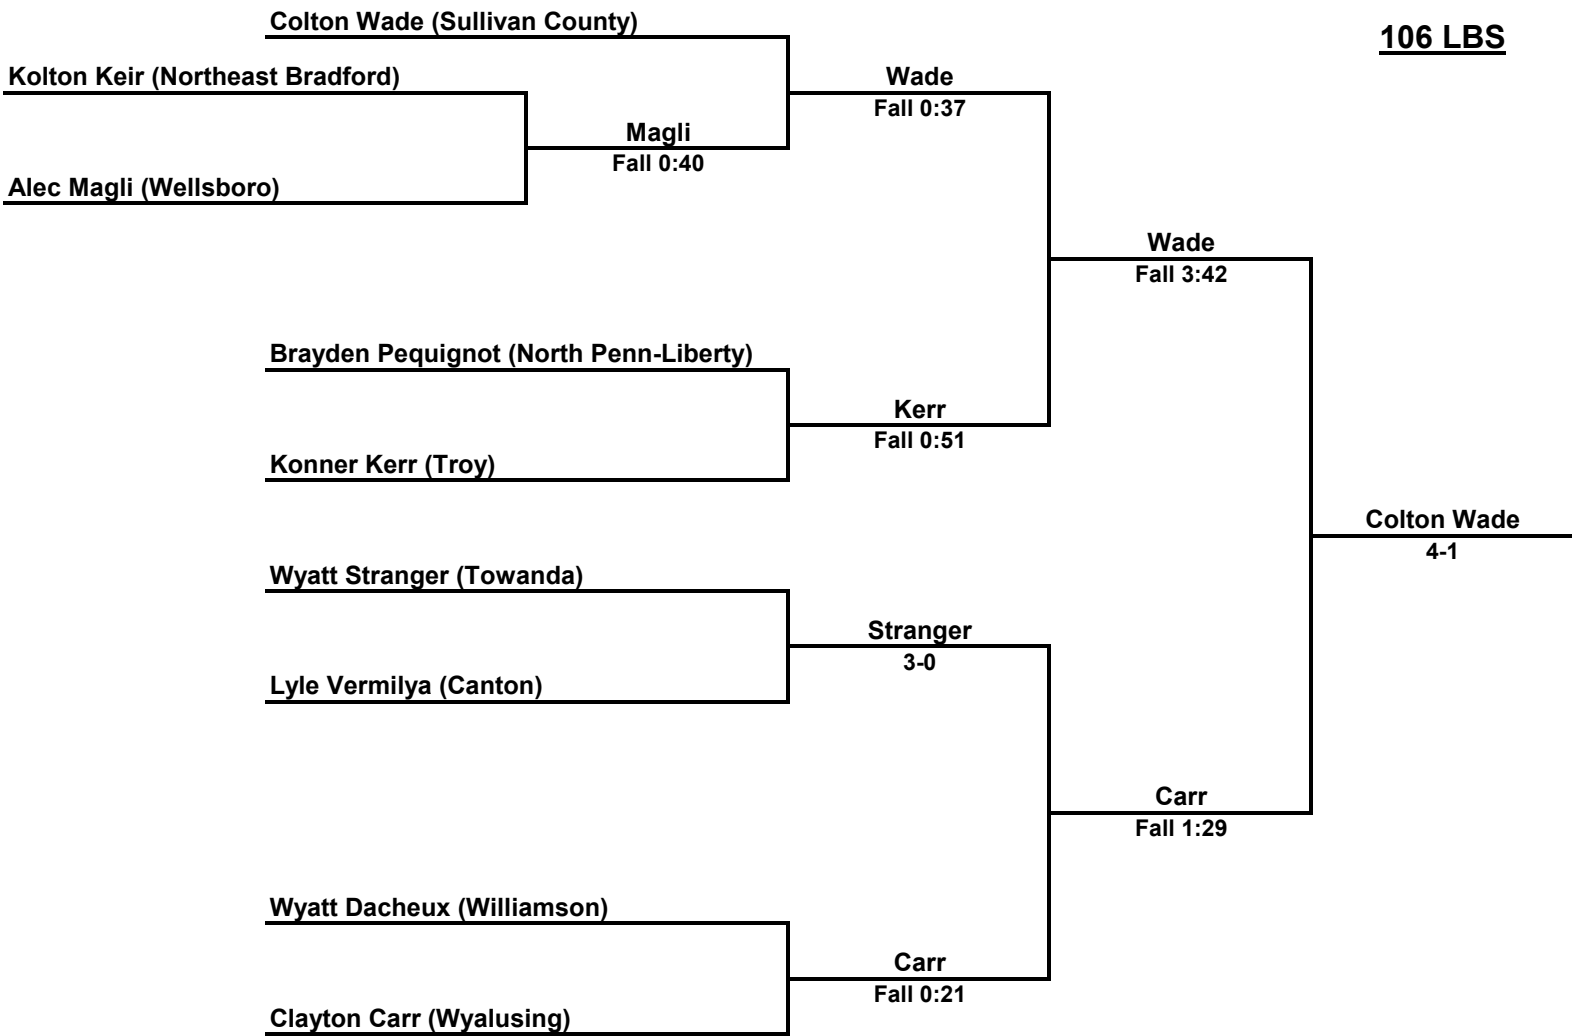 Colton Wade (Sullivan County)
106 LBS
Kolton Keir (Northeast Bradford)
Wade
Fall 0:37
Magli
Fall 0:40
Alec Magli (Wellsboro)
Wade
Fall 3:42
Brayden Pequignot (North Penn-Liberty)
Kerr
Fall 0:51
Konner Kerr (Troy)
Colton Wade
4-1
Wyatt Stranger (Towanda)
Stranger
3-0
Lyle Vermilya (Canton)
Carr
Fall 1:29
Wyatt Dacheux (Williamson)
Carr
Fall 0:21
Clayton Carr (Wyalusing)